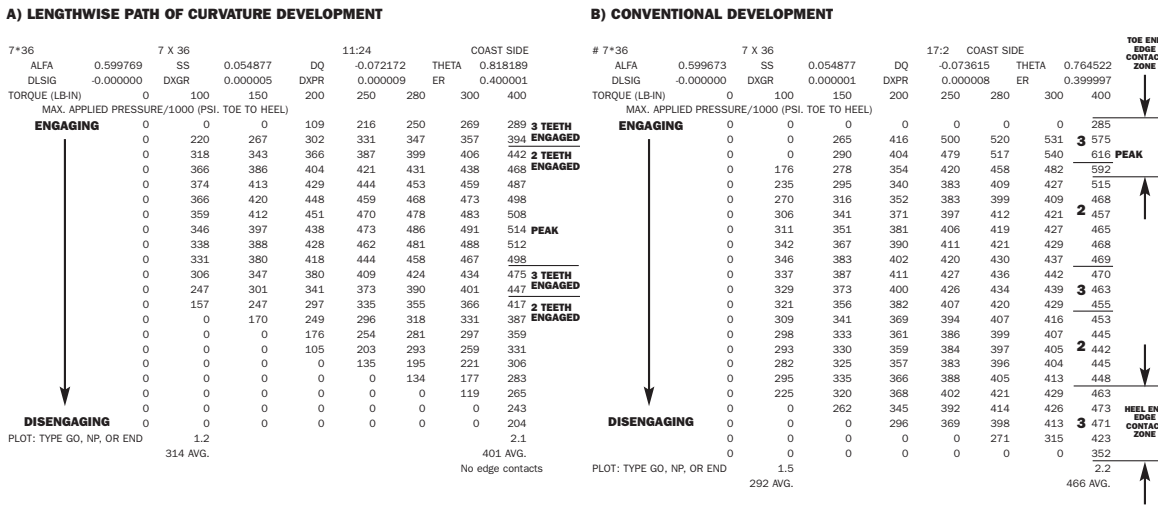 A) LENGTHWISE PATH OF CURVATURE DEVELOPMENT
7*36 7 X 36 11:24 COAST SIDE
ALFA 0.599769 SS 0.054877 DQ -0.072172 THETA 0.818189
DLSIG -0.000000 DXGR 0.000005 DXPR 0.000009 ER 0.400001
TORQUE (LB-IN) 0 100 150 200 250 280 300 400
MAX. APPLIED PRESSURE/1000 (PSI. TOE TO HEEL)
ENGAGING 0 0 0 109 216 250 269 289 3 TEETH
0 220 267 302 331 347 357 394 ENGAGED
0 318 343 366 387 399 406 442 2 TEETH
0 366 386 404 421 431 438 468 ENGAGED
0 374 413 429 444 453 459 487
0 366 420 448 459 468 473 498
0 359 412 451 470 478 483 508
0 346 397 438 473 486 491 514 PEAK
0 338 388 428 462 481 488 512
0 331 380 418 444 458 467 498
0 306 347 380 409 424 434 475 3 TEETH
0 247 301 341 373 390 401 447 ENGAGED
0 157 247 297 335 355 366 417 2 TEETH
0 0 170 249 296 318 331 387 ENGAGED
0 0 0 176 254 281 297 359
0 0 0 105 203 293 259 331
0 0 0 0 135 195 221 306
0 0 0 0 0 134 177 283
0 0 0 0 0 0 119 265
0 0 0 0 0 0 0 243
DISENGAGING 0 0 0 0 0 0 0 204
PLOT: TYPE GO, NP, OR END 1.2 2.1
314 AVG. 401 AVG.
No edge contacts
B) CONVENTIONAL DEVELOPMENT
# 7*36 7 X 36 17:2 COAST SIDE
ALFA 0.599673 SS 0.054877 DQ -0.073615 THETA 0.764522
DLSIG -0.000000 DXGR 0.000001 DXPR 0.000008 ER 0.399997
TORQUE (LB-IN) 0 100 150 200 250 280 300 400
MAX. APPLIED PRESSURE/1000 (PSI. TOE TO HEEL)
ENGAGING 0 0 0 0 0 0 0 285
0 0 265 416 500 520 531 3 575
0 0 290 404 479 517 540 616 PEAK
0 176 278 354 420 458 482 592
0 235 295 340 383 409 427 515
0 270 316 352 383 399 409 468
0 306 341 371 397 412 421 2 457
0 311 351 381 406 419 427 465
0 342 367 390 411 421 429 468
0 346 383 402 420 430 437 469
0 337 387 411 427 436 442 470
0 329 373 400 426 434 439 3 463
0 321 356 382 407 420 429 455
0 309 341 369 394 407 416 453
0 298 333 361 386 399 407 445
0 293 330 359 384 397 405 2 442
0 282 325 357 383 396 404 445
0 295 335 366 388 405 413 448
0 225 320 368 402 421 429 463
0 0 262 345 392 414 426 473
DISENGAGING 0 0 0 296 369 398 413 3 471
0 0 0 0 0 271 315 423
0 0 0 0 0 0 0 352
PLOT: TYPE GO, NP, OR END 1.5 2.2
292 AVG. 466 AVG.
TOE EN
EDGE
CONTAC
ZONE
HEEL EN
EDGE
CONTAC
ZONE